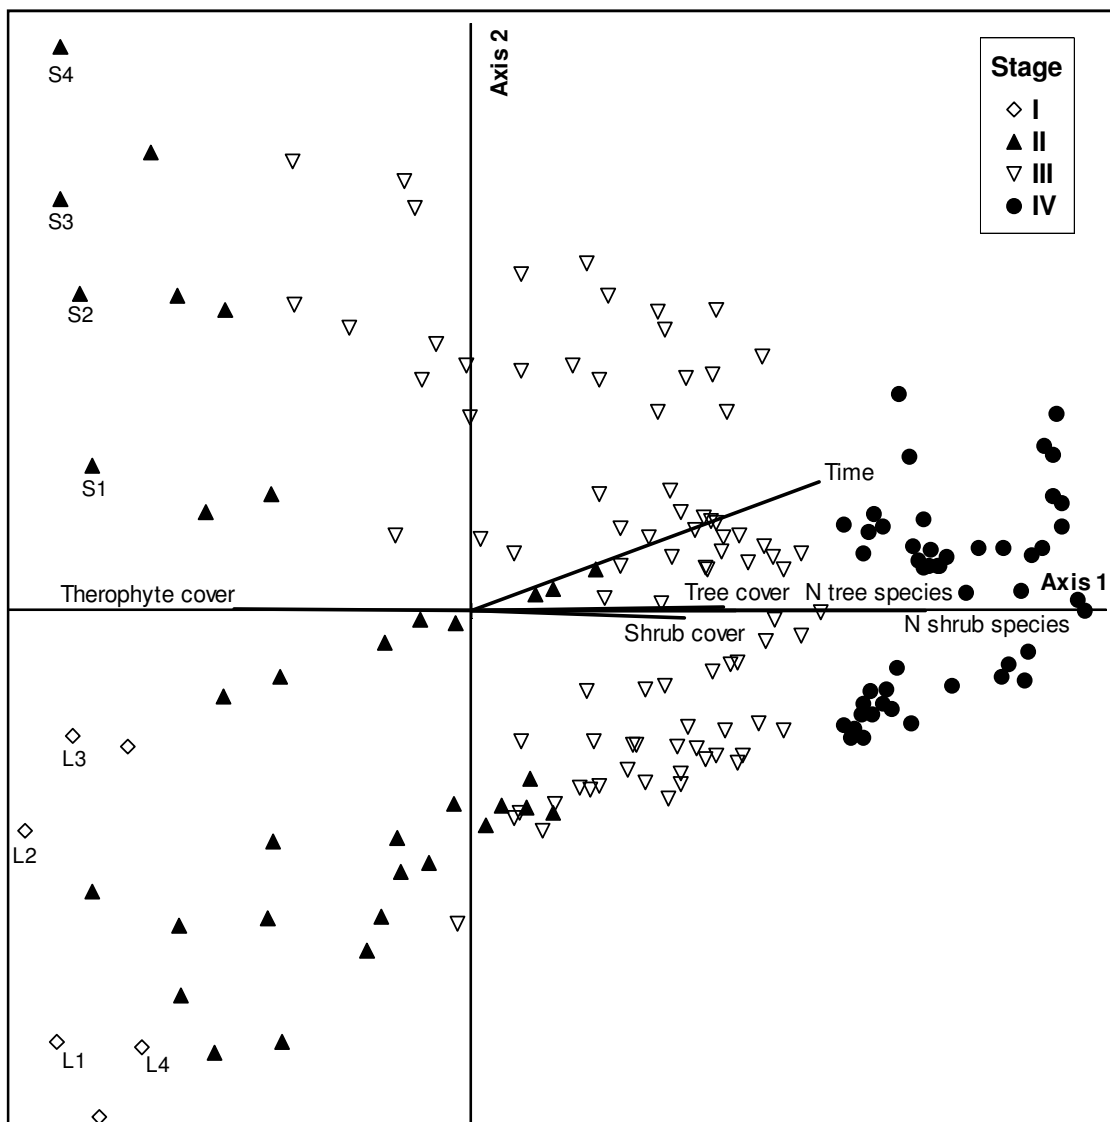 Axis 2
Stage
I
II
III
IV
S4
S3
S2
S1
Time
Therophyte cover
Tree cover
N tree species
Axis 1
Shrub cover
N shrub species
L3
L2
L1
L4